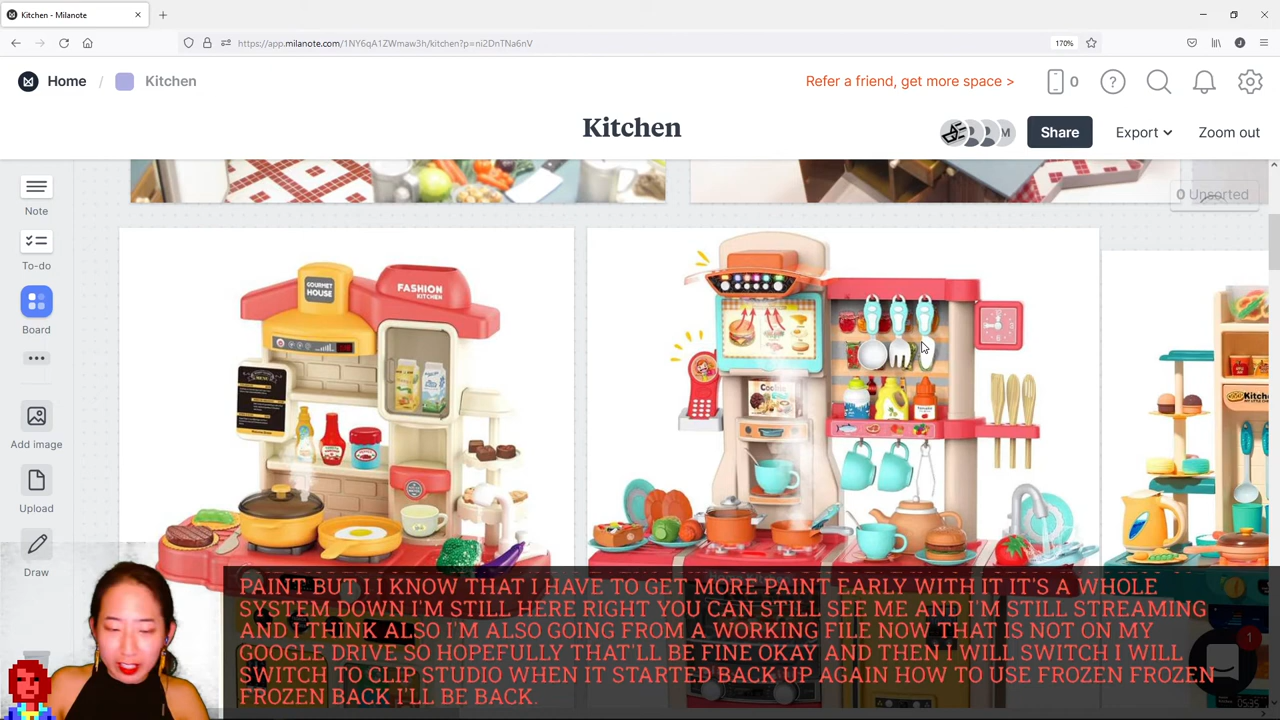 Kitchen - Milanote
https://app.milanote.com/1NY6qA1ZWmaw3h/kitchen?p=ni2DnTNa6nV
170%
Home / Kitchen
Refer a friend, get more space >
0
Kitchen
M
Share
Export
Zoom out
0 Unsorted
Note
To-do
Board
Add image
Upload
Draw
GOURMET
HOUSE
FASHION
KITCHEN
MENU
Cookie
PAINT BUT I I KNOW THAT I HAVE TO GET MORE PAINT EARLY WITH IT IT'S A WHOLE
SYSTEM DOWN I'M STILL HERE RIGHT YOU CAN STILL SEE ME AND I'M STILL STREAMING
AND I THINK ALSO I'M ALSO GOING FROM A WORKING FILE NOW THAT IS NOT ON MY
GOOGLE DRIVE SO HOPEFULLY THAT'LL BE FINE OKAY AND THEN I WILL SWITCH I WILL
SWITCH TO CLIP STUDIO WHEN IT STARTED BACK UP AGAIN HOW TO USE FROZEN FROZEN
FROZEN BACK I'LL BE BACK.
1
05:35